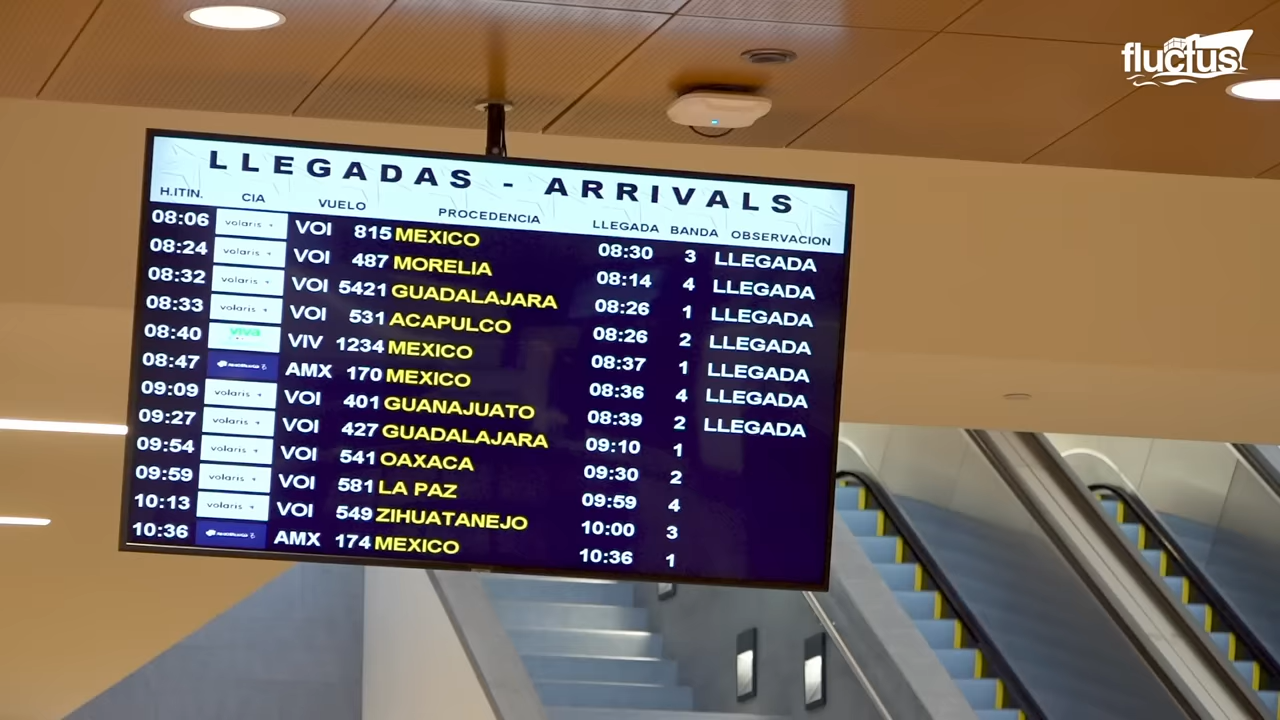 fluctus
LLEGADAS - ARRIVALS
H.ITIN. CIA VUELO PROCEDENCIA LLEGADA BANDA OBSERVACION
08:06 volaris VOI 815 MEXICO 08:30 3 LLEGADA
08:24 volaris VOI 487 MORELIA 08:14 4 LLEGADA
08:32 volaris VOI 5421 GUADALAJARA 08:26 1 LLEGADA
08:33 volaris VOI 531 ACAPULCO 08:26 2 LLEGADA
08:40 viva VIV 1234 MEXICO 08:37 1 LLEGADA
08:47 AMX 170 MEXICO 08:36 4 LLEGADA
09:09 volaris VOI 401 GUANAJUATO 08:39 2 LLEGADA
09:27 volaris VOI 427 GUADALAJARA 09:10 1
09:54 volaris VOI 541 OAXACA 09:30 2
09:59 volaris VOI 581 LA PAZ 09:59 4
10:13 volaris VOI 549 ZIHUATANEJO 10:00 3
10:36 AMX 174 MEXICO 10:36 1